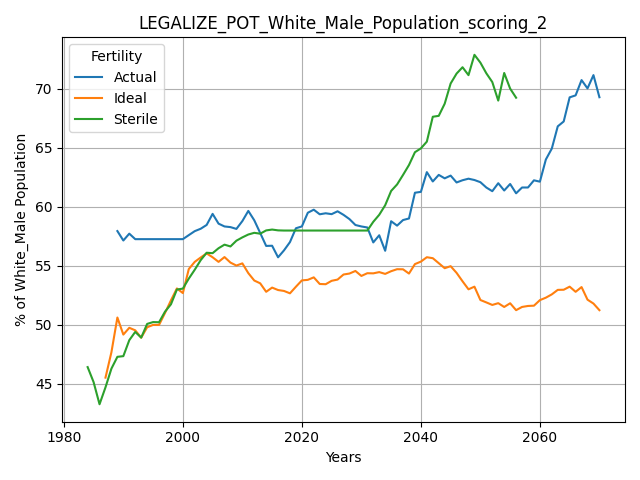 LEGALIZE_POT_White_Male_Population_scoring_2
Fertility
Actual
Ideal
Sterile
% of White_Male Population
70
65
60
55
50
45
1980
2000
2020
2040
2060
Years